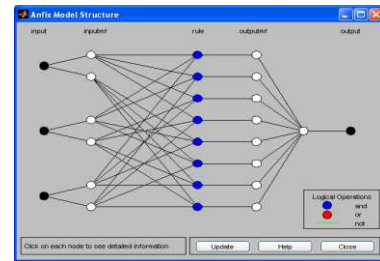 Anfis Model Structure
input inputmf rule outputmf output
Logical Operations
and
or
not
Click on each node to see detailed information
Update Help Close